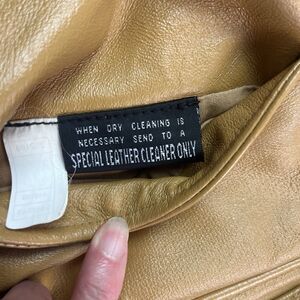 WHEN DRY CLEANING IS
NECESSARY SEND TO A
SPECIAL LEATHER CLEANER ONLY